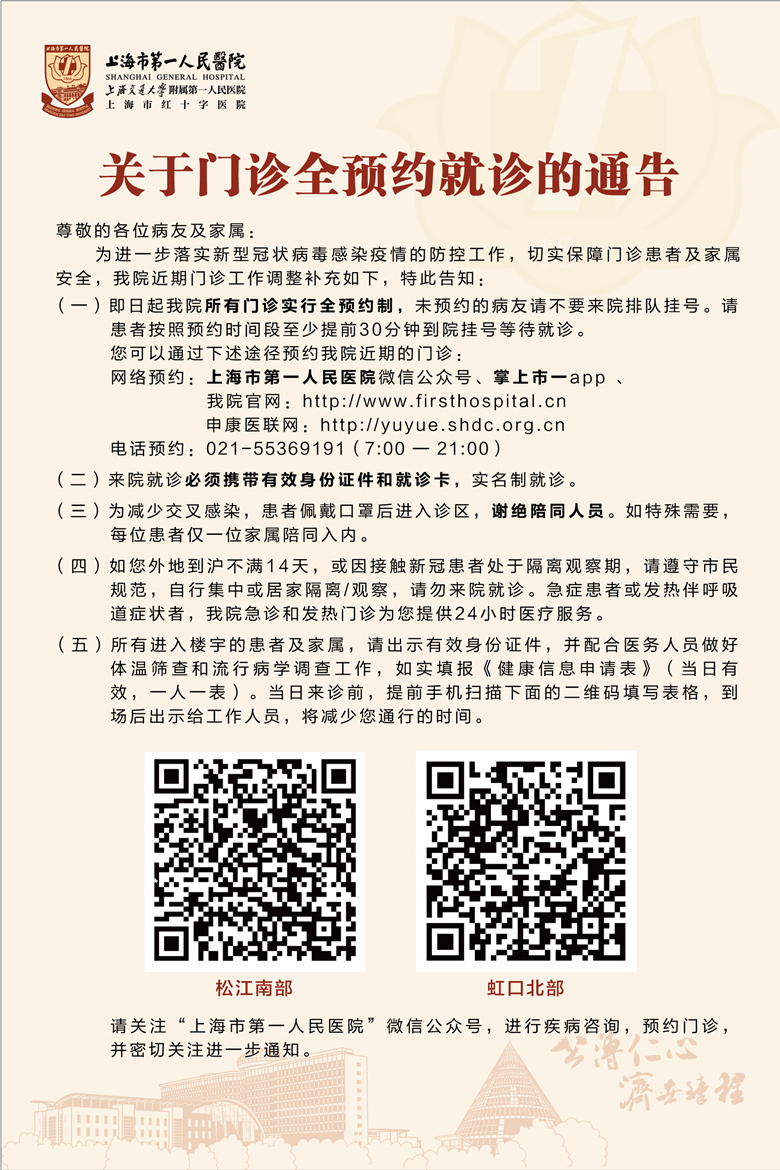 上海市第一人民醫院
SHANGHAI GENERAL HOSPITAL
上海交通大学附属第一人民医院
上海市红十字医院
关于门诊全预约就诊的通告
尊敬的各位病友及家属：
为进一步落实新型冠状病毒感染疫情的防控工作，切实保障门诊患者及家属
安全，我院近期门诊工作调整补充如下，特此告知：
（一）即日起我院所有门诊实行全预约制，未预约的病友请不要来院排队挂号。请
患者按照预约时间段至少提前30分钟到院挂号等待就诊。
您可以通过下述途径预约我院近期的门诊：
网络预约：上海市第一人民医院微信公众号、掌上市一app 、
我院官网：http://www.firsthospital.cn
申康医联网：http://yuyue.shdc.org.cn
电话预约：021-55369191（7:00 — 21:00）
（二）来院就诊必须携带有效身份证件和就诊卡，实名制就诊。
（三）为减少交叉感染，患者佩戴口罩后进入诊区，谢绝陪同人员。如特殊需要，
每位患者仅一位家属陪同入内。
（四）如您外地到沪不满14天，或因接触新冠患者处于隔离观察期，请遵守市民
规范，自行集中或居家隔离/观察，请勿来院就诊。急症患者或发热伴呼吸
道症状者，我院急诊和发热门诊为您提供24小时医疗服务。
（五）所有进入楼宇的患者及家属，请出示有效身份证件，并配合医务人员做好
体温筛查和流行病学调查工作，如实填报《健康信息申请表》（当日有
效，一人一表）。当日来诊前，提前手机扫描下面的二维码填写表格，到
场后出示给工作人员，将减少您通行的时间。
松江南部
虹口北部
请关注“上海市第一人民医院”微信公众号，进行疾病咨询，预约门诊，
并密切关注进一步通知。
公溥仁心
濟世臻程